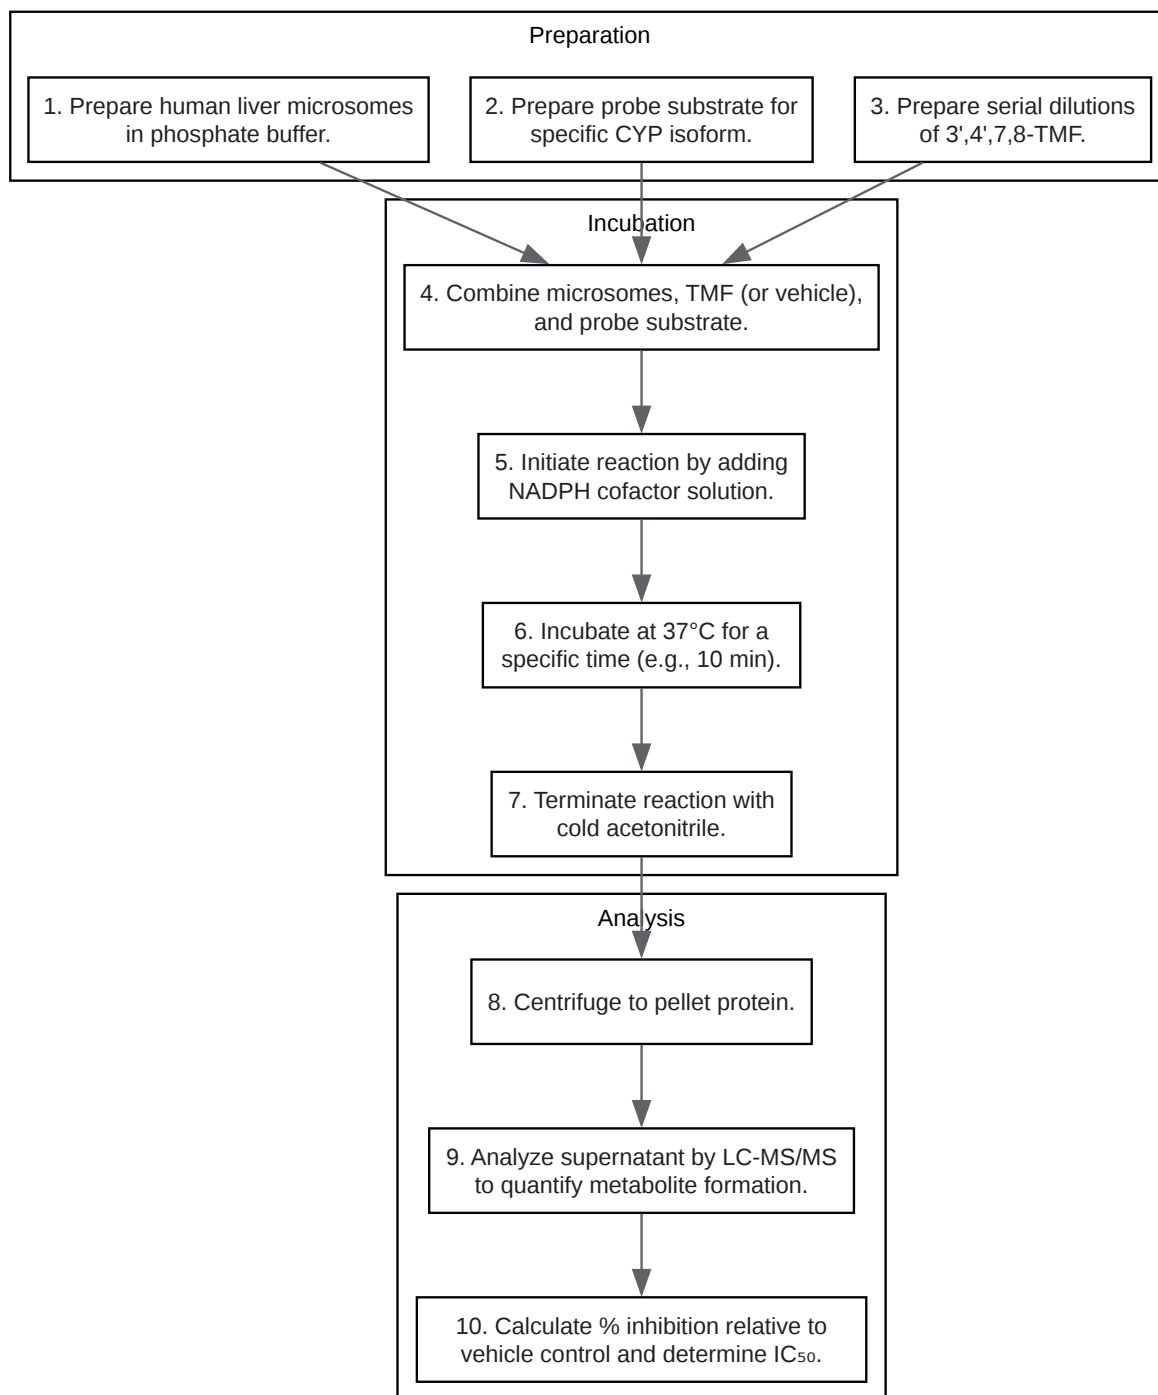 Preparation
1. Prepare human liver microsomes
in phosphate buffer.
2. Prepare probe substrate for
specific CYP isoform.
3. Prepare serial dilutions
of 3',4',7,8-TMF.
Incubation
4. Combine microsomes, TMF (or vehicle),
and probe substrate.
5. Initiate reaction by adding
NADPH cofactor solution.
6. Incubate at 37°C for a
specific time (e.g., 10 min).
7. Terminate reaction with
cold acetonitrile.
Analysis
8. Centrifuge to pellet protein.
9. Analyze supernatant by LC-MS/MS
to quantify metabolite formation.
10. Calculate % inhibition relative to
vehicle control and determine IC₅₀.